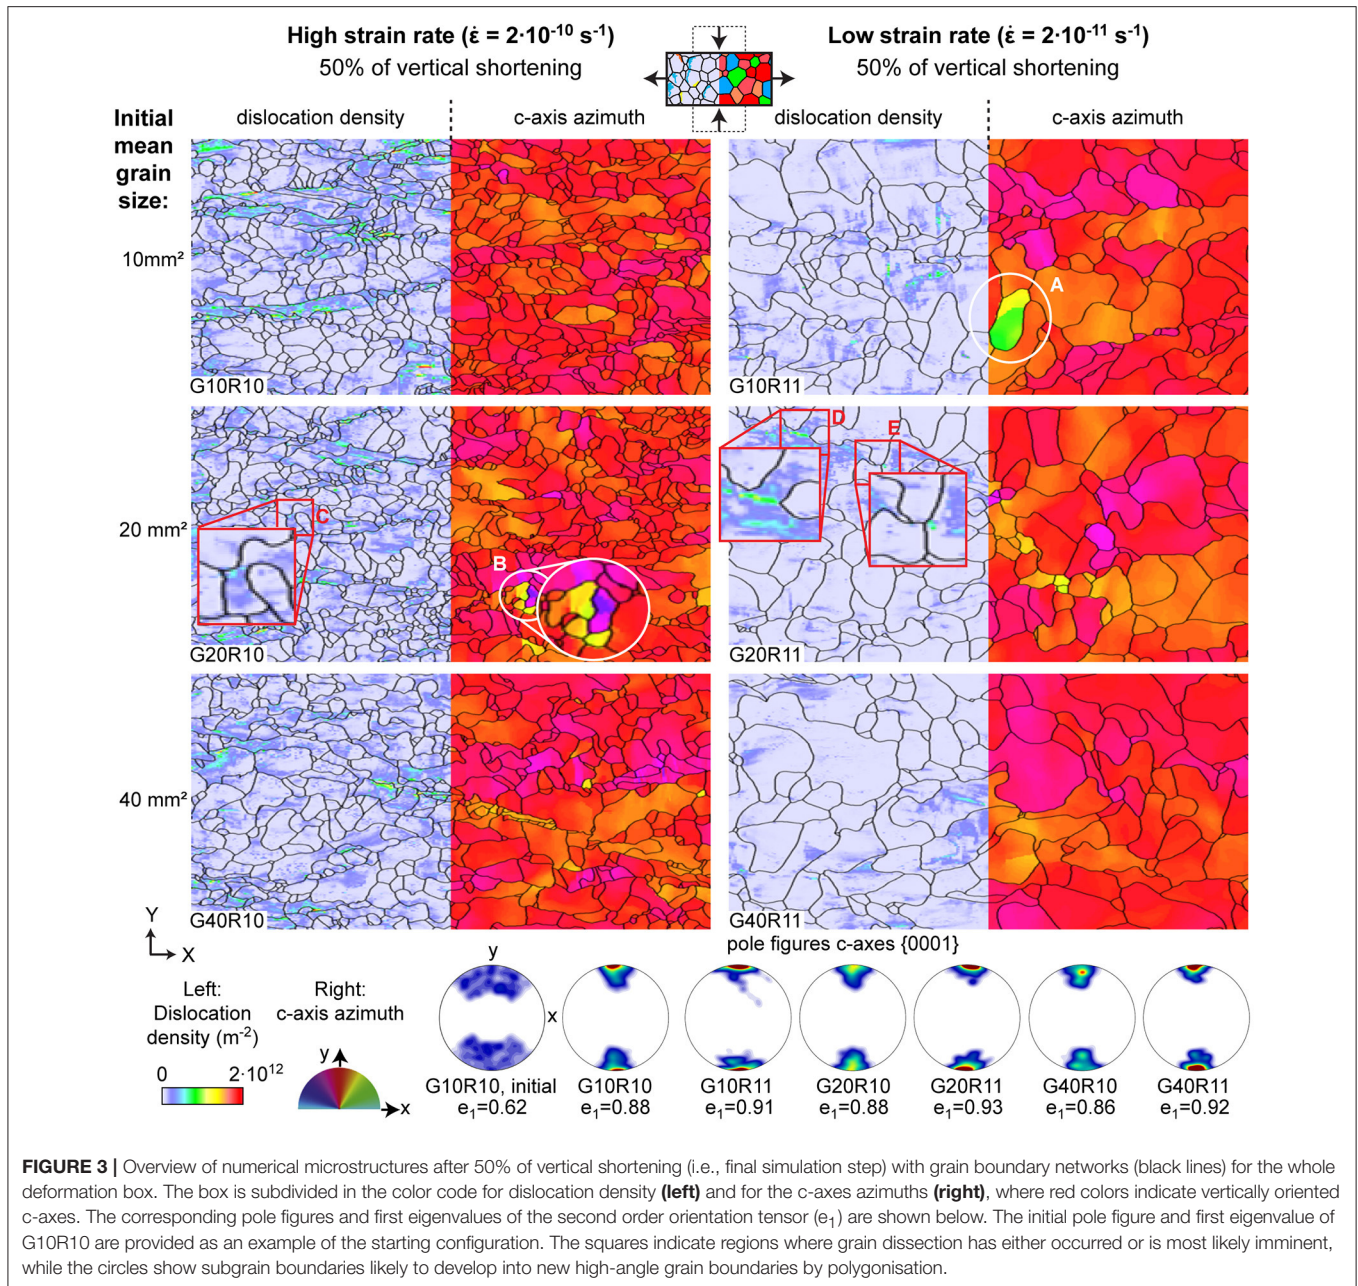 High strain rate (ε̇ = 2·10⁻¹⁰ s⁻¹)
50% of vertical shortening
Low strain rate (ε̇ = 2·10⁻¹¹ s⁻¹)
50% of vertical shortening
Initial
mean
grain
size:
dislocation density
c-axis azimuth
dislocation density
c-axis azimuth
10mm²
G10R10
A
G10R11
20 mm²
C
B
G20R10
D
E
G20R11
40 mm²
G40R10
G40R11
Y
X
pole figures c-axes {0001}
Left:
Dislocation
density (m⁻²)
0
2·10¹²
Right:
c-axis azimuth
y
x
y
x
G10R10, initial
e₁=0.62
G10R10
e₁=0.88
G10R11
e₁=0.91
G20R10
e₁=0.88
G20R11
e₁=0.93
G40R10
e₁=0.86
G40R11
e₁=0.92
FIGURE 3 | Overview of numerical microstructures after 50% of vertical shortening (i.e., final simulation step) with grain boundary networks (black lines) for the whole
deformation box. The box is subdivided in the color code for dislocation density (left) and for the c-axes azimuths (right), where red colors indicate vertically oriented
c-axes. The corresponding pole figures and first eigenvalues of the second order orientation tensor (e₁) are shown below. The initial pole figure and first eigenvalue of
G10R10 are provided as an example of the starting configuration. The squares indicate regions where grain dissection has either occurred or is most likely imminent,
while the circles show subgrain boundaries likely to develop into new high-angle grain boundaries by polygonisation.